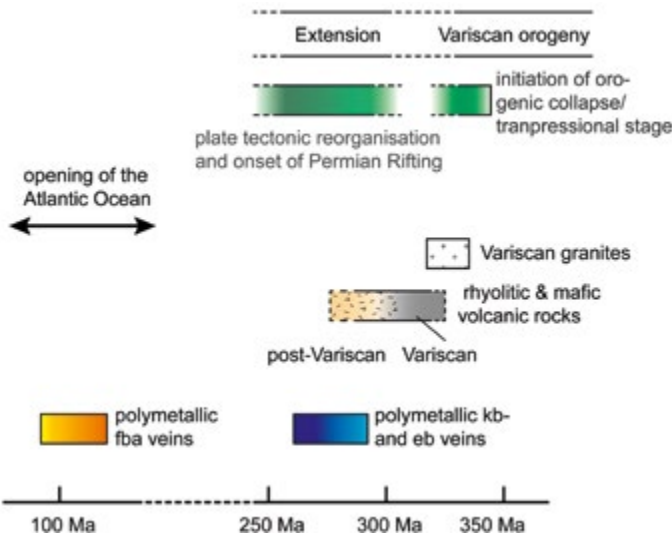 Extension
Variscan orogeny
initiation of oro-
genic collapse/
tranpressional stage
plate tectonic reorganisation
and onset of Permian Rifting
opening of the
Atlantic Ocean
Variscan granites
rhyolitic & mafic
volcanic rocks
post-Variscan
Variscan
polymetallic
fba veins
polymetallic kb-
and eb veins
100 Ma
250 Ma
300 Ma
350 Ma